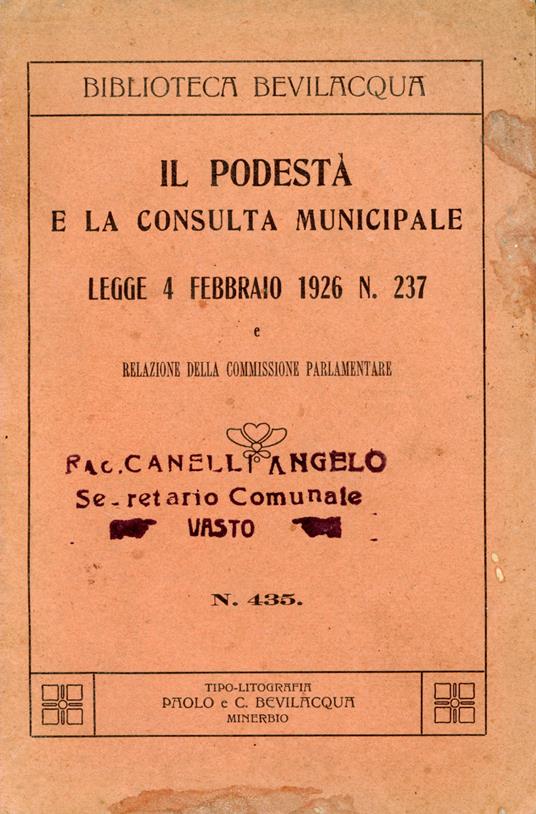 BIBLIOTECA BEVILACQUA
IL PODESTÀ
E LA CONSULTA MUNICIPALE
LEGGE 4 FEBBRAIO 1926 N. 237
e
RELAZIONE DELLA COMMISSIONE PARLAMENTARE
RAG. CANELLI ANGELO
Se retario Comunale
VASTO
N. 435.
TIPO-LITOGRAFIA
PAOLO e C. BEVILACQUA
MINERBIO